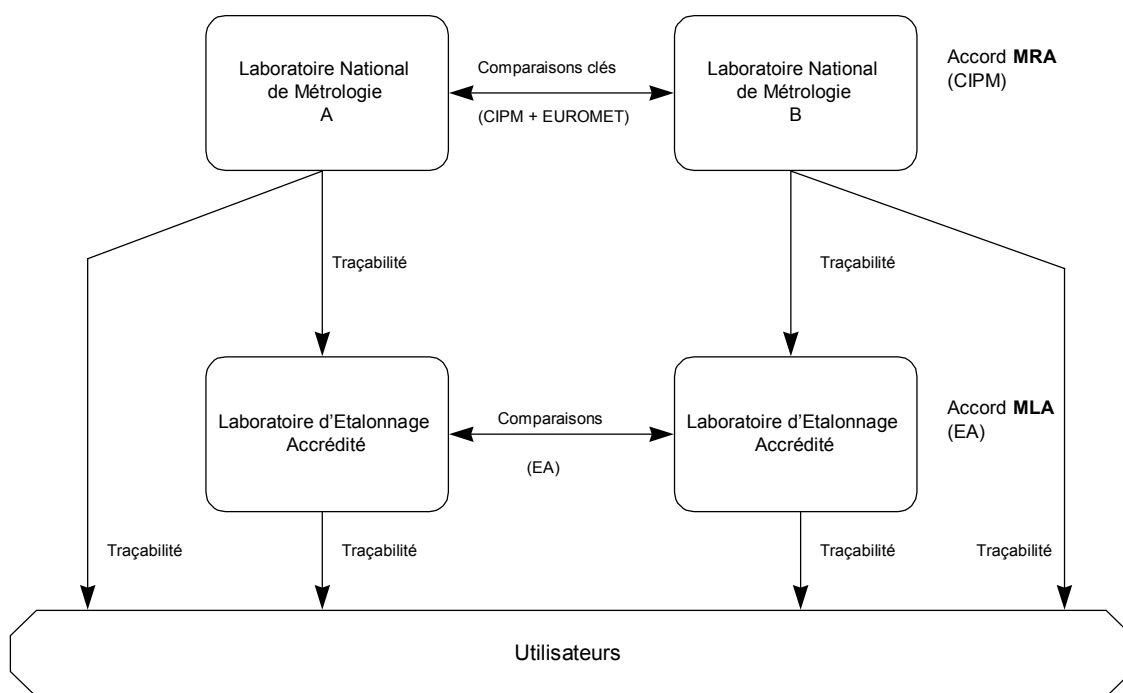 Laboratoire National
de Métrologie
A
Comparaisons clés
(CIPM + EUROMET)
Laboratoire National
de Métrologie
B
Accord MRA
(CIPM)
Traçabilité
Traçabilité
Laboratoire d'Etalonnage
Accrédité
Comparaisons
(EA)
Laboratoire d'Etalonnage
Accrédité
Accord MLA
(EA)
Traçabilité
Traçabilité
Traçabilité
Traçabilité
Utilisateurs